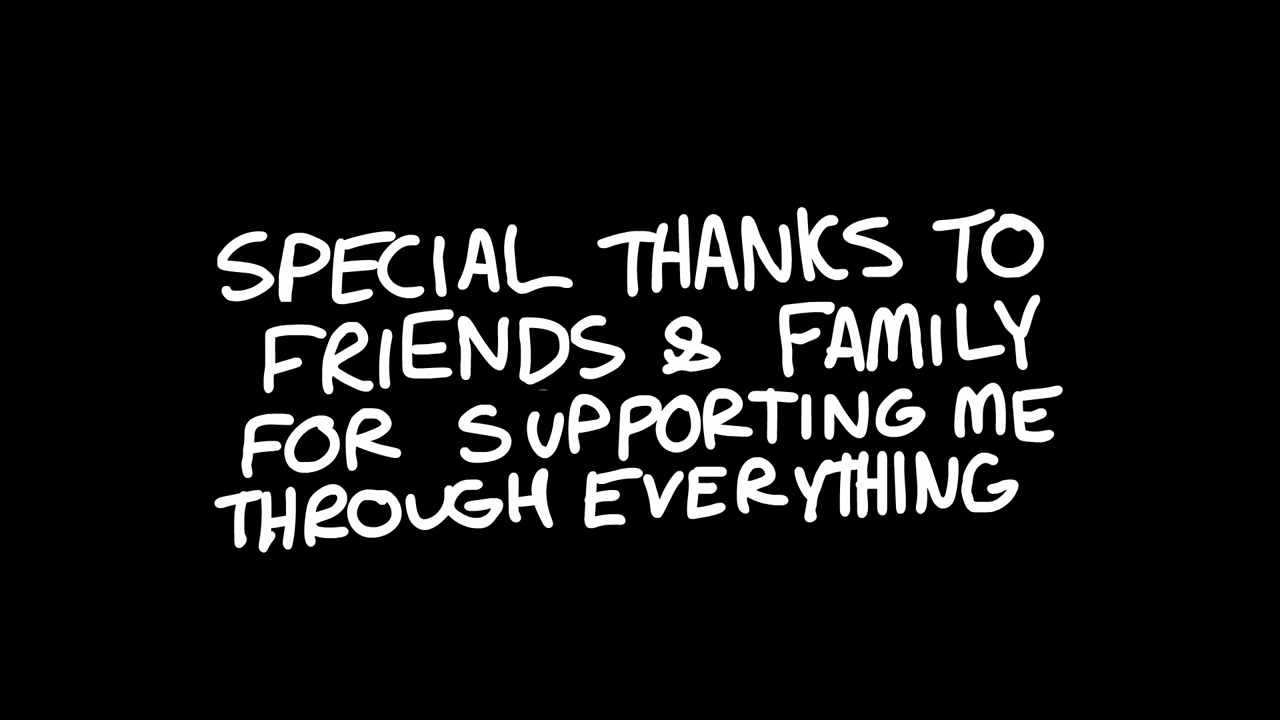 SPECIAL THANKS TO
FRIENDS & FAMILY
FOR SUPPORTING ME
THROUGH EVERYTHING